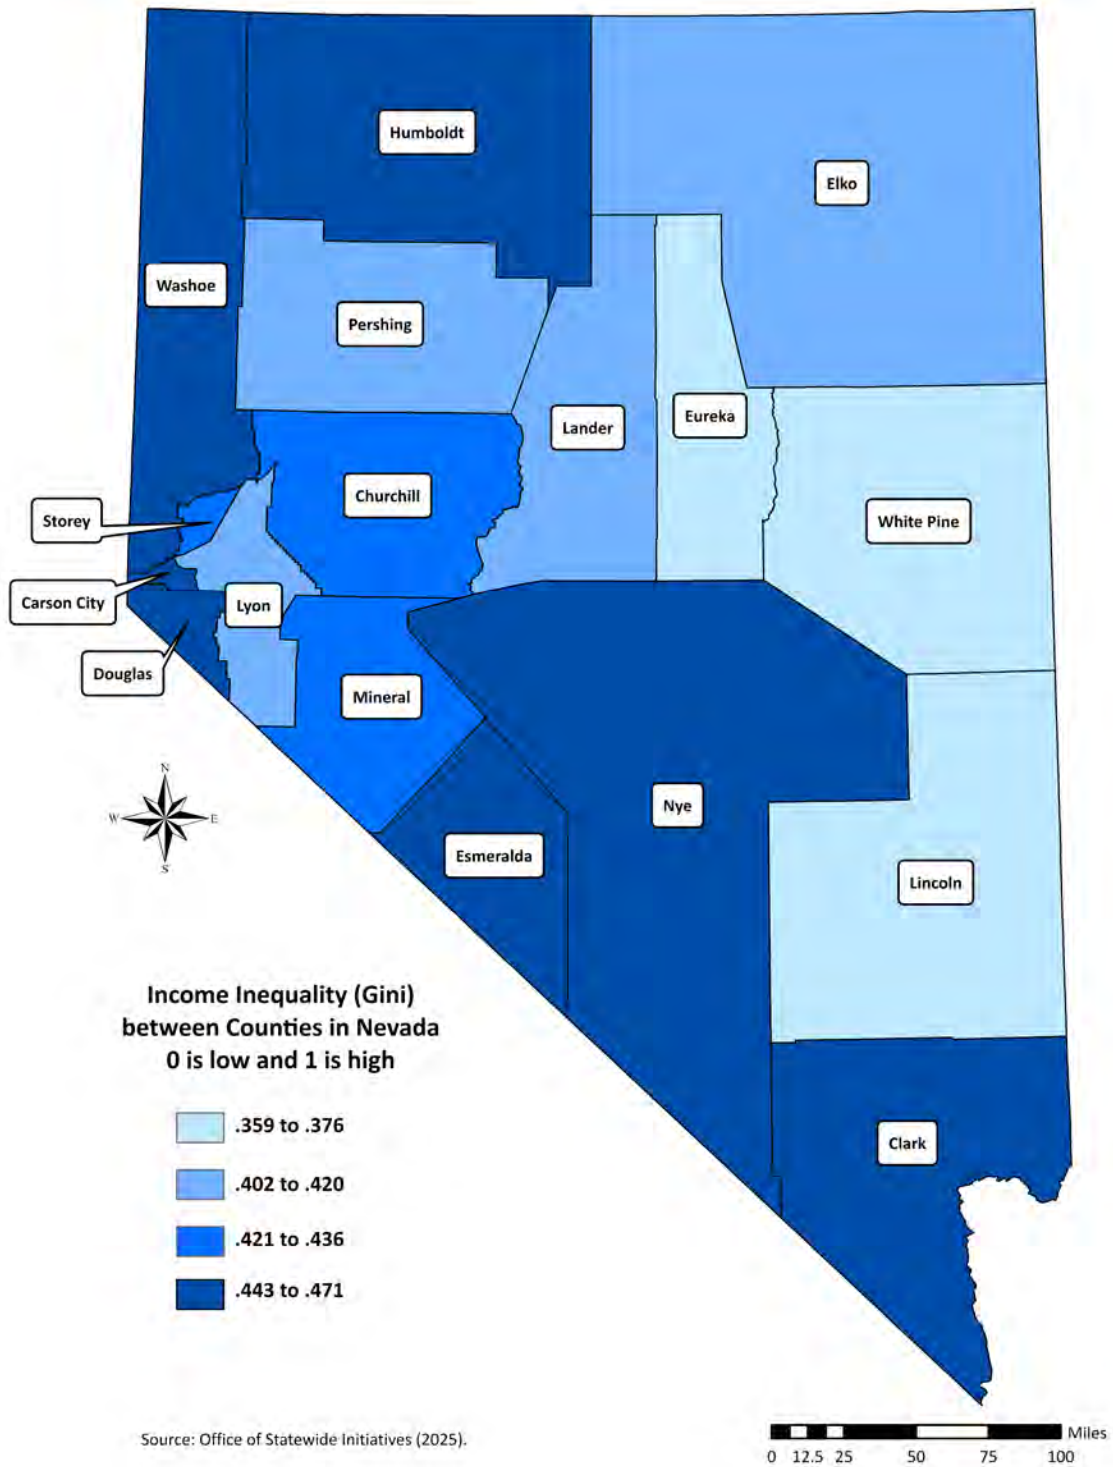 Humboldt
Elko
Washoe
Pershing
Eureka
Lander
Churchill
Storey
White Pine
Carson City
Lyon
Douglas
Mineral
N
W
E
S
Nye
Esmeralda
Lincoln
Income Inequality (Gini)
between Counties in Nevada
0 is low and 1 is high
.359 to .376
Clark
.402 to .420
.421 to .436
.443 to .471
Source: Office of Statewide Initiatives (2025).
Miles
0 12.5 25 50 75 100